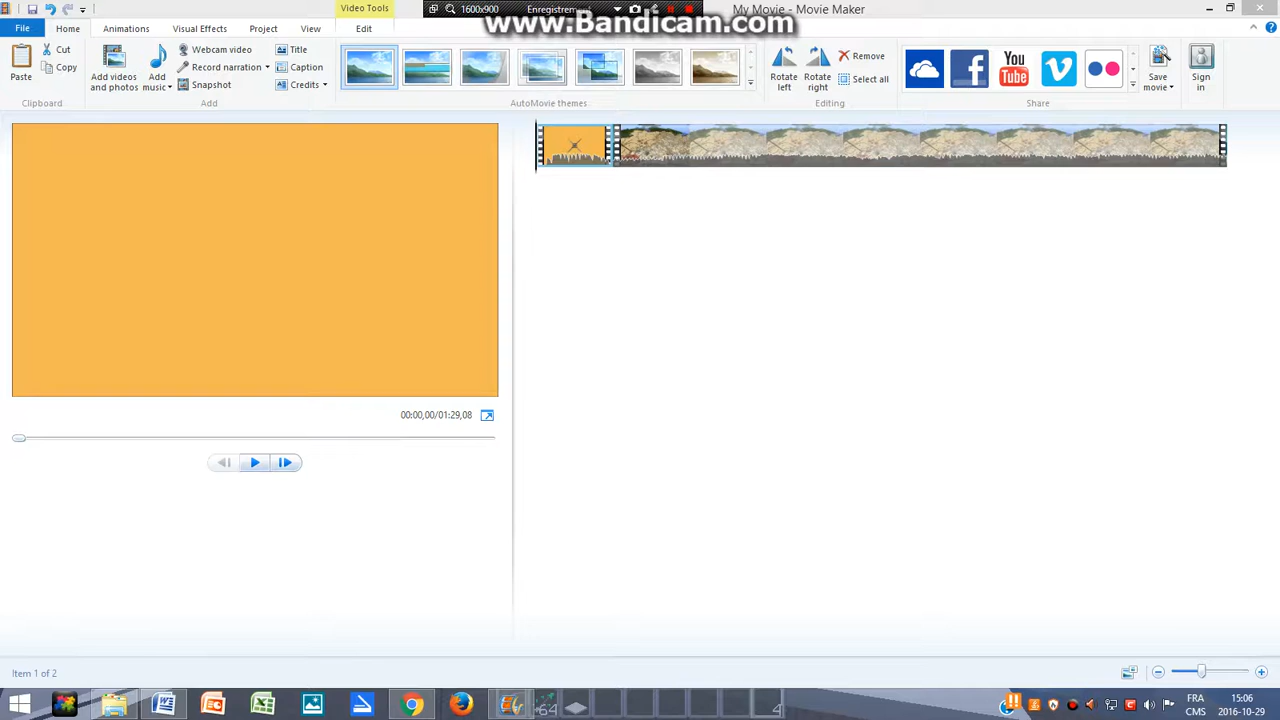 Video Tools
1600x900
Enregistrem
www.Bandicam.com
My Movie - Movie Maker
File
Home
Animations
Visual Effects
Project
View
Edit
Paste
Cut
Copy
Clipboard
Add videos
and photos
Add
music
Webcam video
Record narration
Snapshot
Title
Caption
Credits
Add
AutoMovie themes
Rotate
left
Rotate
right
Remove
Select all
Editing
You
Tube
Share
Save
movie
Sign
in
00:00,00/01:29,08
Item 1 of 2
64
4
FRA
CMS
15:06
2016-10-29